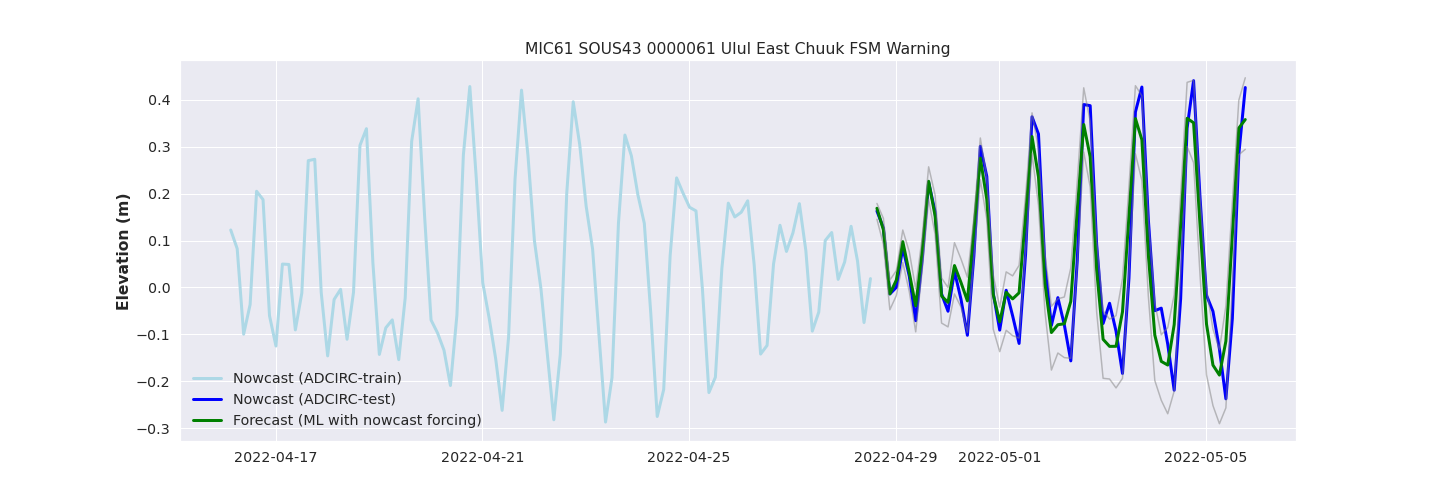 MIC61 SOUS43 0000061 Ulul East Chuuk FSM Warning
Elevation (m)
0.4
0.3
0.2
0.1
0.0
−0.1
−0.2
−0.3
Nowcast (ADCIRC-train)
Nowcast (ADCIRC-test)
Forecast (ML with nowcast forcing)
2022-04-17 2022-04-21 2022-04-25 2022-04-29 2022-05-01 2022-05-05